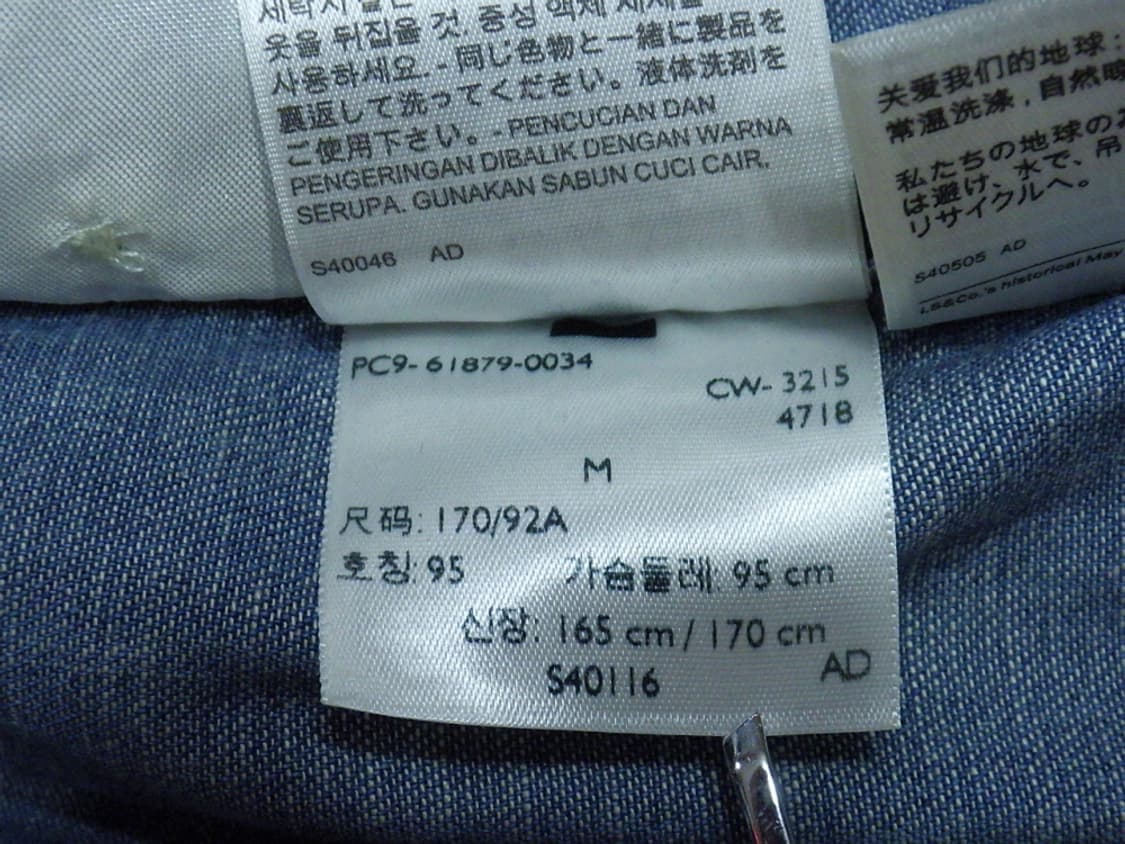 옷을 뒤집을 것. 중성 액체 세제를
사용하세요. - 同じ色物と一緒に製品を
裏返して洗ってください。液体洗剤を
ご使用下さい。- PENCUCIAN DAN
PENGERINGAN DIBALIK DENGAN WARNA
SERUPA. GUNAKAN SABUN CUCI CAIR.
S40046 AD
关爱我们的地球:
常温洗涤,自然晾
私たちの地球の
は避け、水で、吊
リサイクルへ。
S40505 AD
LS&Co.'s historical May
PC9-61879-0034
CW-3215
4718
M
尺码: 170/92A
호칭: 95 가슴둘레: 95 cm
신장: 165 cm / 170 cm
S40116 AD